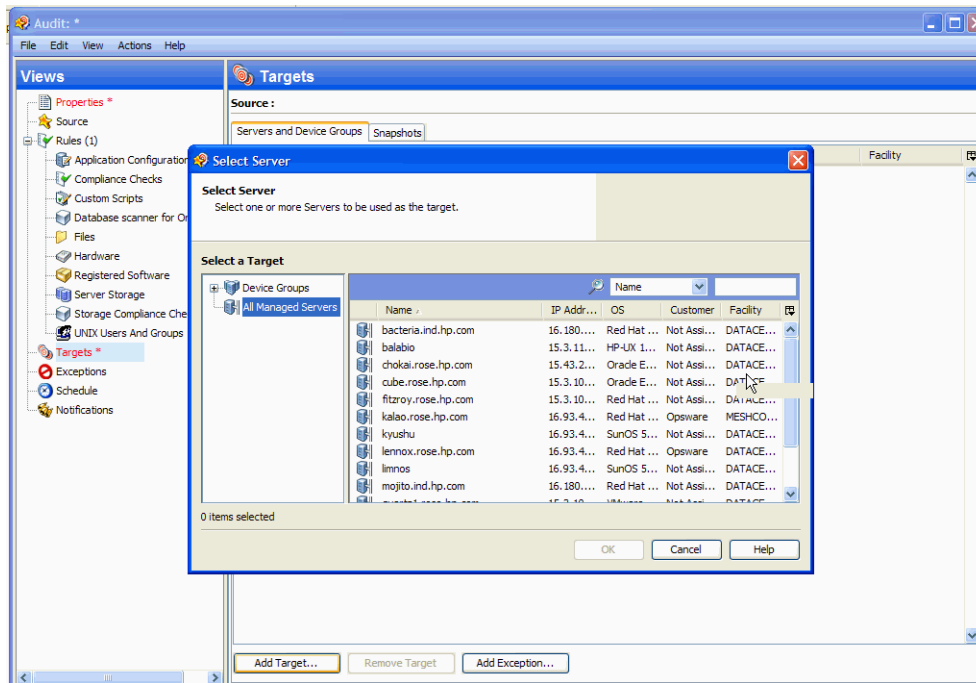 Audit: *
File Edit View Actions Help
Views
Properties *
Source
Rules (1)
Application Configuration
Compliance Checks
Custom Scripts
Database scanner for Or
Files
Hardware
Registered Software
Server Storage
Storage Compliance Che
UNIX Users And Groups
Targets *
Exceptions
Schedule
Notifications
Targets
Source :
Servers and Device Groups Snapshots
Facility
Select Server
Select Server
Select one or more Servers to be used as the target.
Select a Target
Device Groups
All Managed Servers
Name
Name IP Addr... OS Customer Facility
bacteria.ind.hp.com 16.180.... Red Hat ... Not Assi... DATACE...
balabio 15.3.11... HP-UX 1... Not Assi... DATACE...
chokai.rose.hp.com 15.43.2... Oracle E... Not Assi... DATACE...
cube.rose.hp.com 15.3.10... Oracle E... Not Assi... DATACE
fitzroy.rose.hp.com 15.3.10... Red Hat ... Not Assi... DATACE...
kalao.rose.hp.com 16.93.4... Red Hat ... Opsware MESHCO...
kyushu 16.93.4... SunOS 5... Not Assi... DATACE...
lennox.rose.hp.com 16.93.4... Red Hat ... Opsware DATACE...
limnos 16.93.4... SunOS 5... Not Assi... DATACE...
mojito.ind.hp.com 16.180.... Red Hat ... Not Assi... DATACE...
0 items selected
OK Cancel Help
Add Target... Remove Target Add Exception...